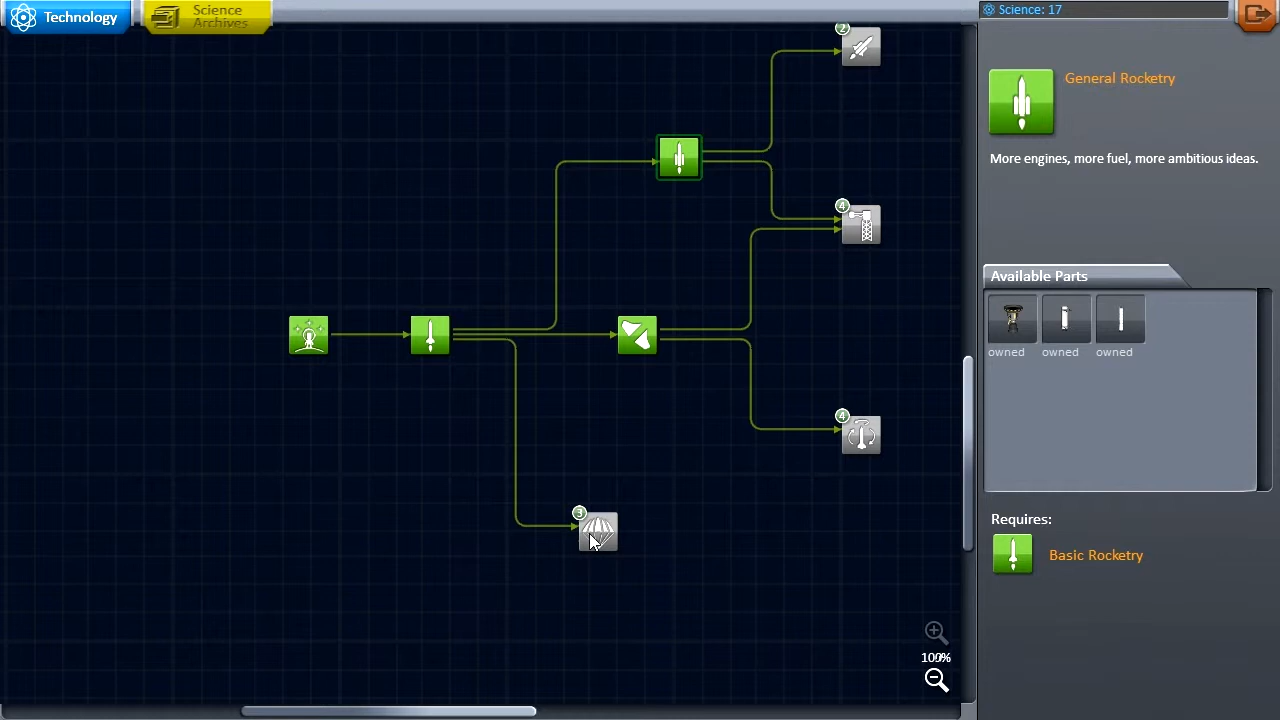 Technology
Science
Archives
Science: 17
2
General Rocketry
More engines, more fuel, more ambitious ideas.
4
Available Parts
owned
owned
owned
4
3
Requires:
Basic Rocketry
100%